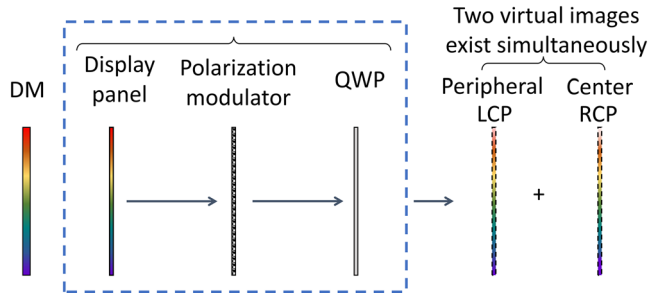 Two virtual images
exist simultaneously
DM
Display
panel
Polarization
modulator
QWP
Peripheral
LCP
Center
RCP
+